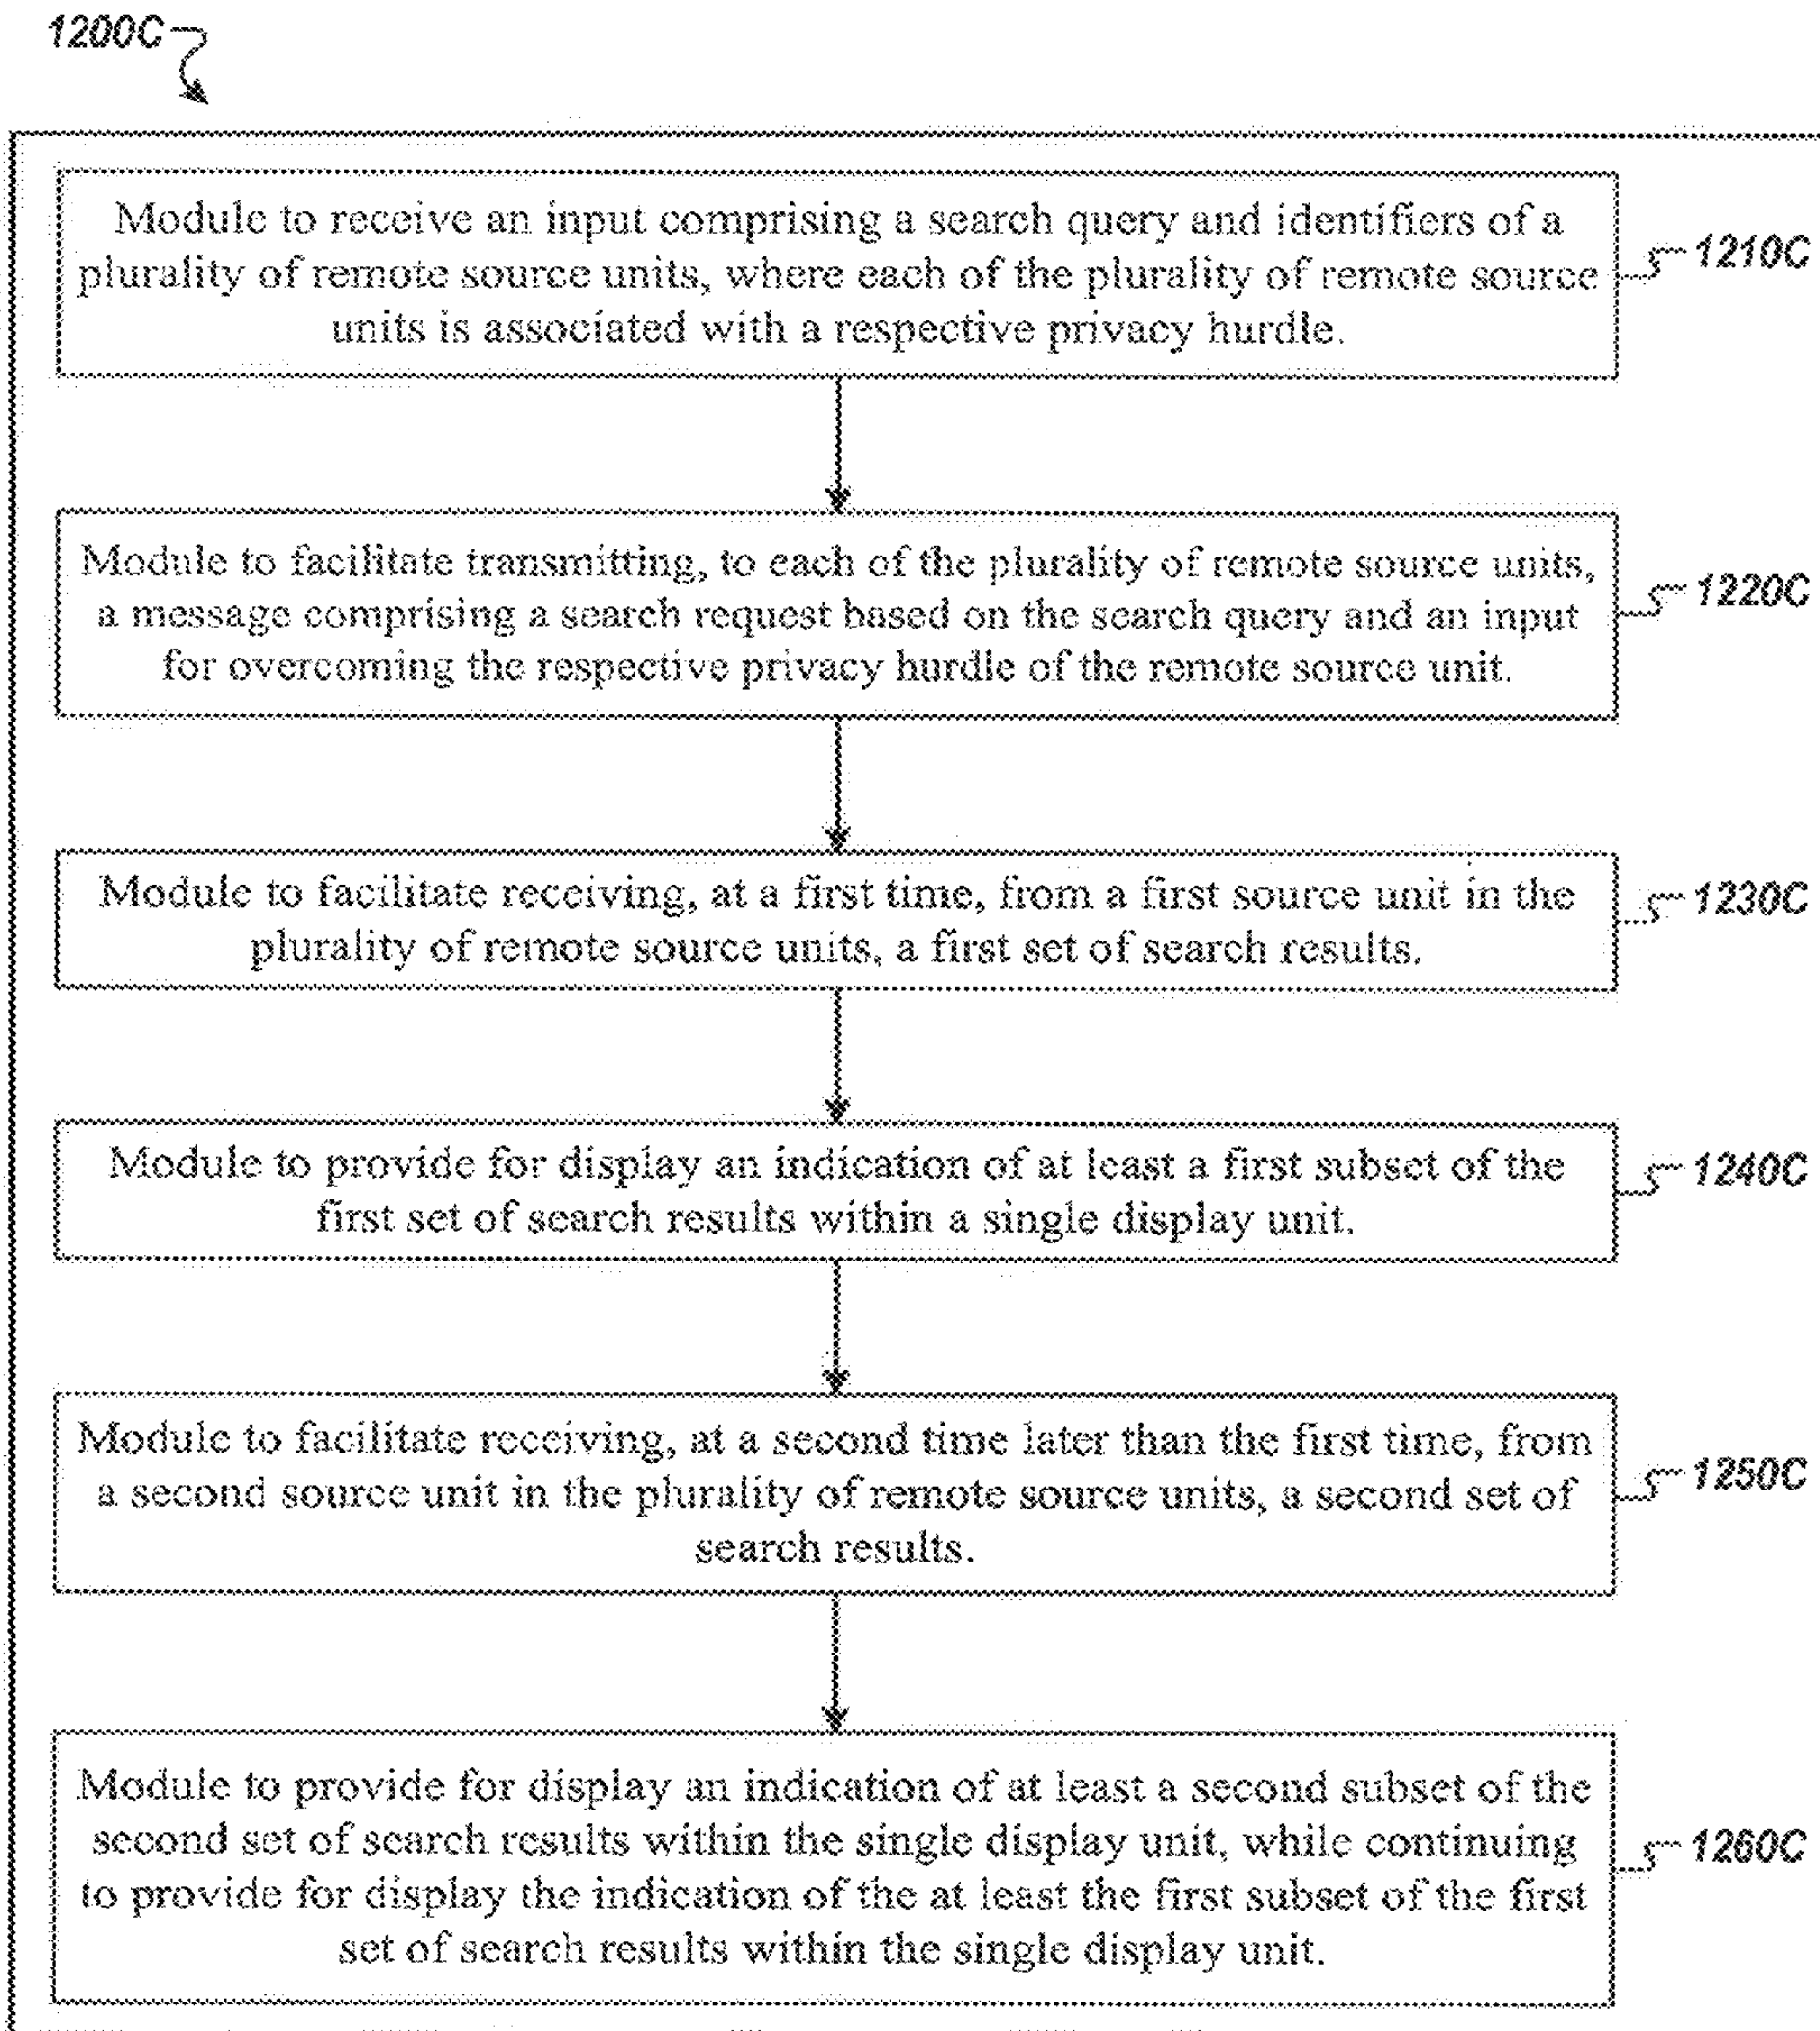 1200C
Module to receive an input comprising a search query and identifiers of a
plurality of remote source units, where each of the plurality of remote source
units is associated with a respective privacy hurdle.
1210C
Module to facilitate transmitting, to each of the plurality of remote source units,
a message comprising a search request based on the search query and an input
for overcoming the respective privacy hurdle of the remote source unit.
1220C
Module to facilitate receiving, at a first time, from a first source unit in the
plurality of remote source units, a first set of search results.
1230C
Module to provide for display an indication of at least a first subset of the
first set of search results within a single display unit.
1240C
Module to facilitate receiving, at a second time later than the first time, from
a second source unit in the plurality of remote source units, a second set of
search results.
1250C
Module to provide for display an indication of at least a second subset of the
second set of search results within the single display unit, while continuing
to provide for display the indication of the at least the first subset of the first
set of search results within the single display unit.
1260C